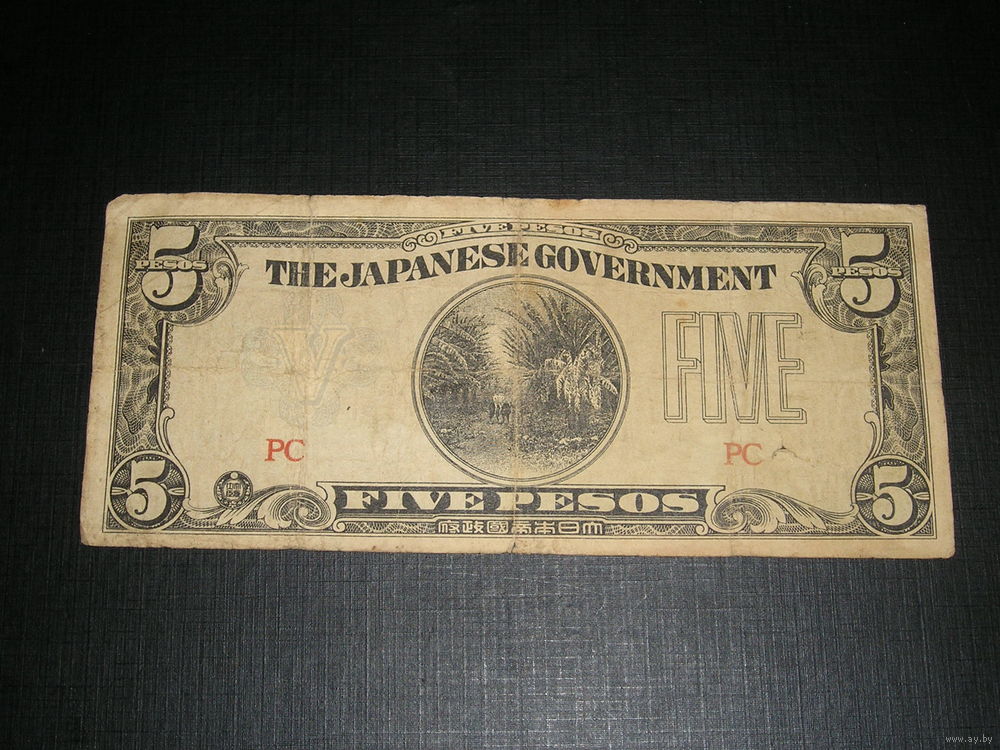 FIVE PESOS
5 PESOS
5 PESOS
THE JAPANESE GOVERNMENT
V
FIVE
PC
PC
5
FIVE PESOS
5
府政國帝本日大
www.ay.by